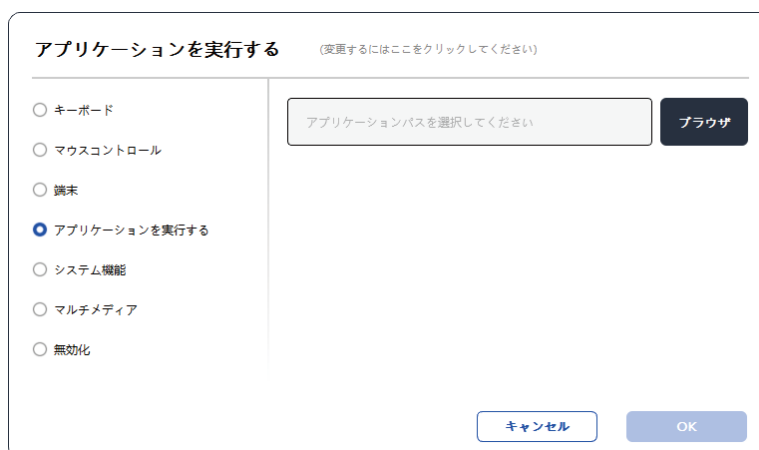 アプリケーションを実行する (変更するにはここをクリックしてください)
キーボード
アプリケーションパスを選択してください ブラウザ
マウスコントロール
端末
アプリケーションを実行する
システム機能
マルチメディア
無効化
キャンセル OK